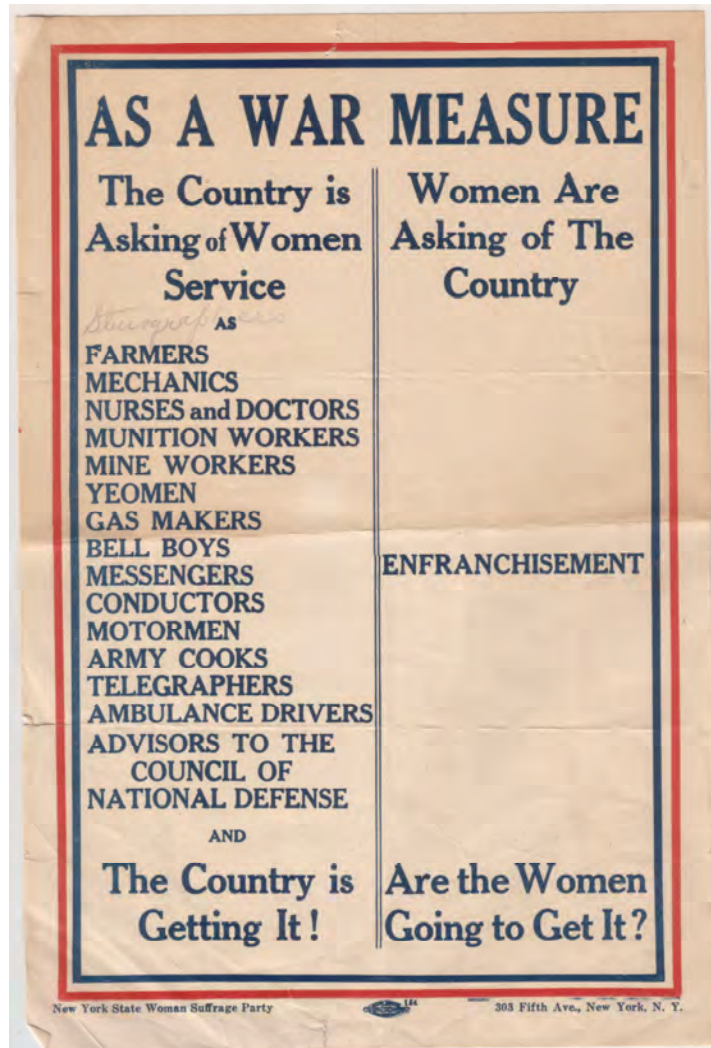 AS A WAR MEASURE
The Country is
Asking of Women
Service
Stenographers
AS
FARMERS
MECHANICS
NURSES and DOCTORS
MUNITION WORKERS
MINE WORKERS
YEOMEN
GAS MAKERS
BELL BOYS
MESSENGERS
CONDUCTORS
MOTORMEN
ARMY COOKS
TELEGRAPHERS
AMBULANCE DRIVERS
ADVISORS TO THE
COUNCIL OF
NATIONAL DEFENSE
AND
The Country is
Getting It!
Women Are
Asking of The
Country
ENFRANCHISEMENT
Are the Women
Going to Get It?
New York State Woman Suffrage Party
303 Fifth Ave., New York, N. Y.